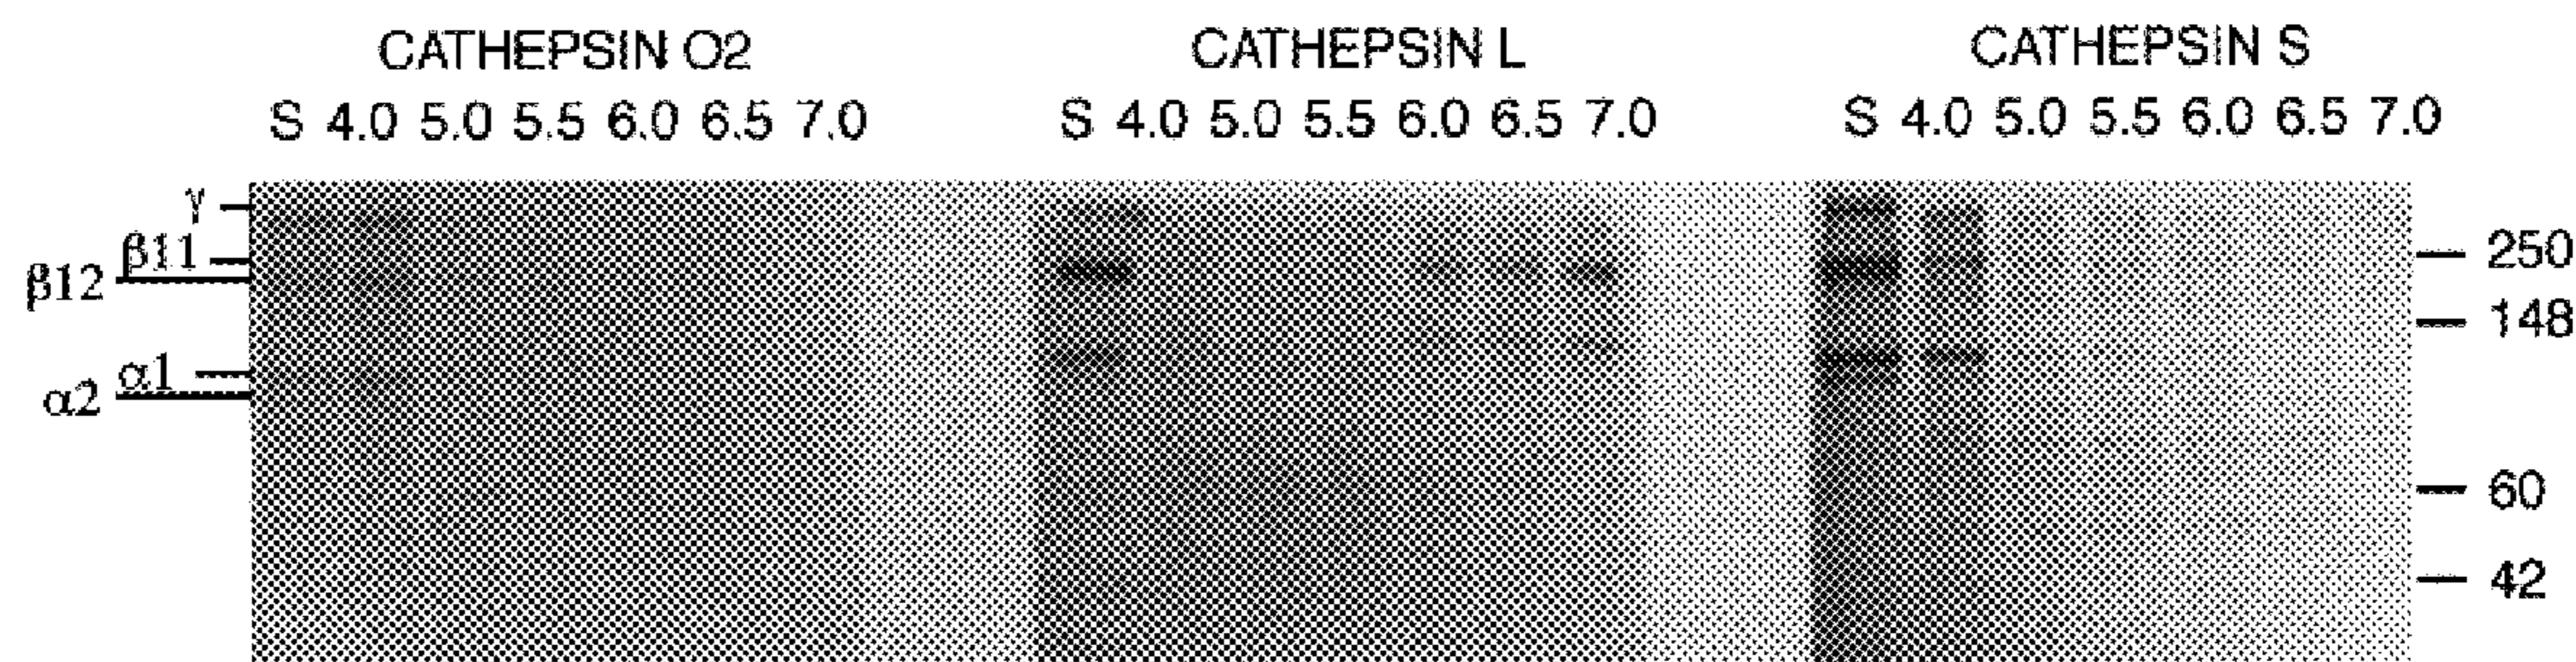 CATHEPSIN O2 CATHEPSIN L CATHEPSIN S
S 4.0 5.0 5.5 6.0 6.5 7.0 S 4.0 5.0 5.5 6.0 6.5 7.0 S 4.0 5.0 5.5 6.0 6.5 7.0
γ
β11
β12
α1
α2
250
148
60
42